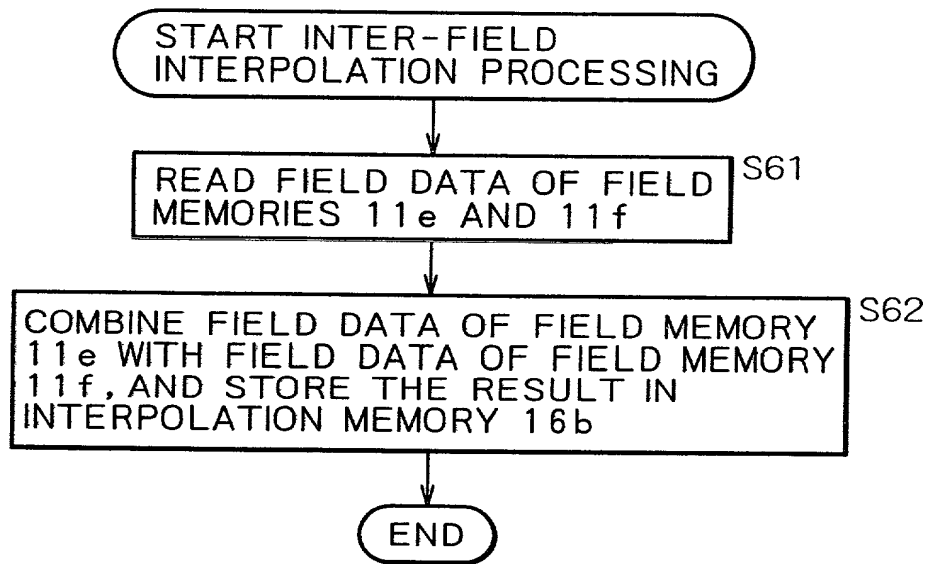 START INTER-FIELD
INTERPOLATION PROCESSING
READ FIELD DATA OF FIELD
MEMORIES 11e AND 11f
S61
COMBINE FIELD DATA OF FIELD MEMORY
11e WITH FIELD DATA OF FIELD MEMORY
11f, AND STORE THE RESULT IN
INTERPOLATION MEMORY 16b
S62
END